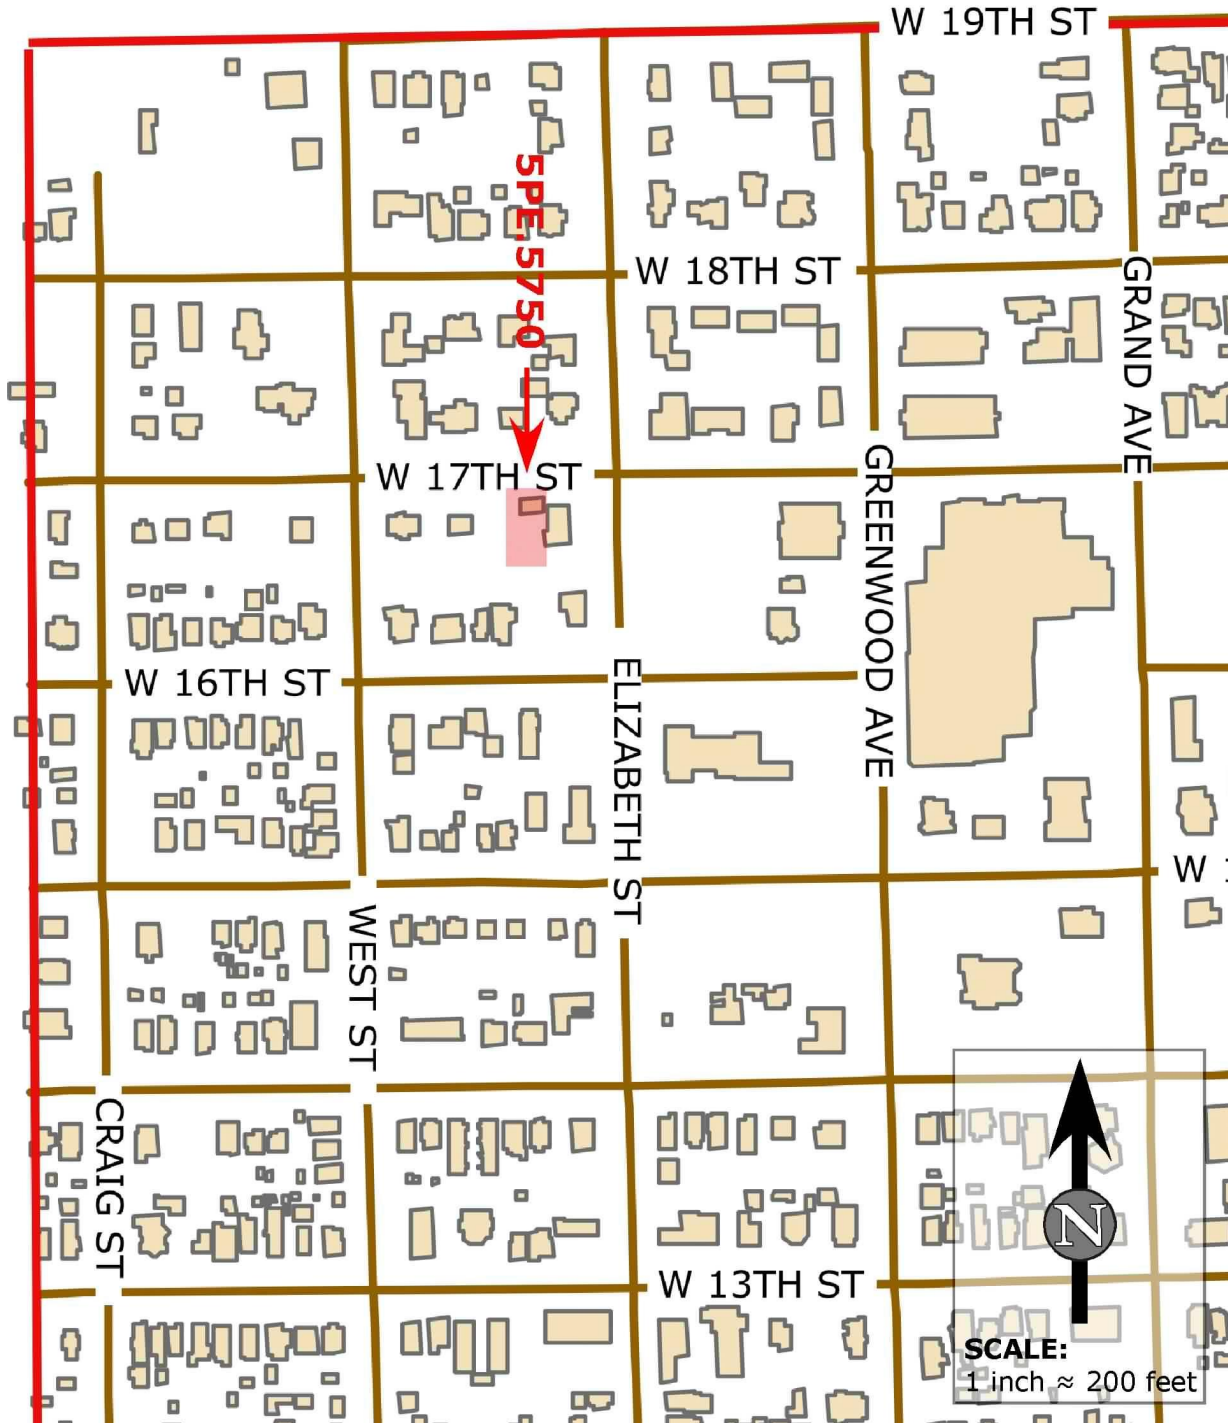 W 19TH ST
5PE.5750
W 18TH ST
GRAND AVE
W 17TH ST
GREENWOOD AVE
W 16TH ST
ELIZABETH ST
W
WEST ST
CRAIG ST
N
W 13TH ST
SCALE:
1 inch ≈ 200 feet